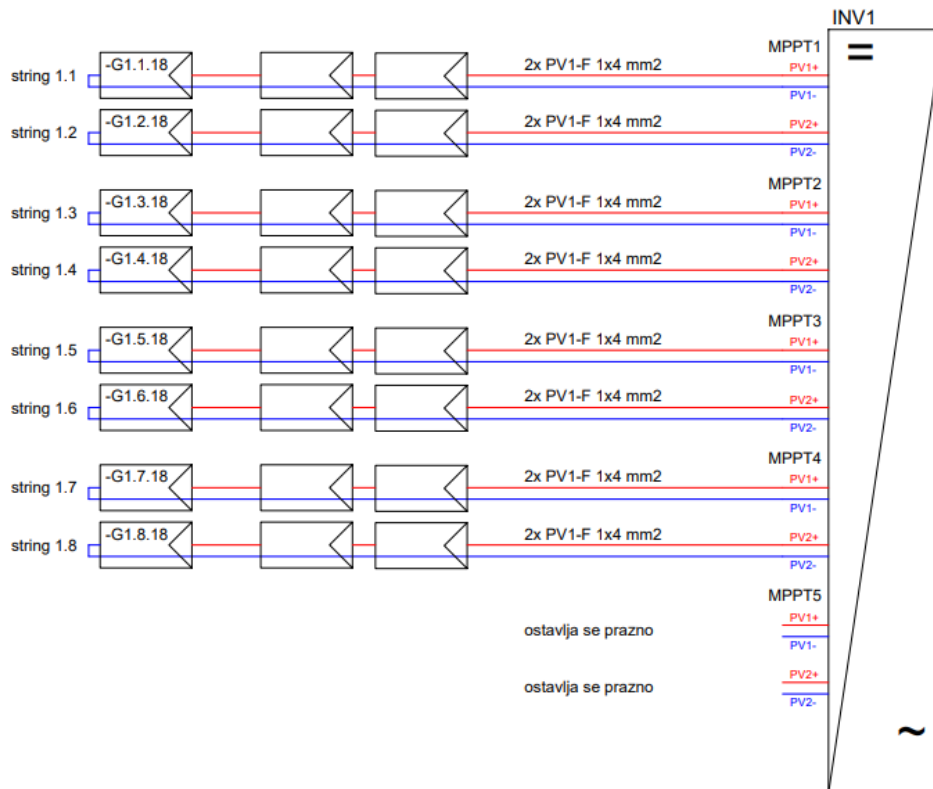 INV1
MPPT1
=
string 1.1
-G1.1.18
2x PV1-F 1x4 mm2
PV1+
PV1-
string 1.2
-G1.2.18
2x PV1-F 1x4 mm2
PV2+
PV2-
MPPT2
string 1.3
-G1.3.18
2x PV1-F 1x4 mm2
PV1+
PV1-
string 1.4
-G1.4.18
2x PV1-F 1x4 mm2
PV2+
PV2-
MPPT3
string 1.5
-G1.5.18
2x PV1-F 1x4 mm2
PV1+
PV1-
string 1.6
-G1.6.18
2x PV1-F 1x4 mm2
PV2+
PV2-
MPPT4
string 1.7
-G1.7.18
2x PV1-F 1x4 mm2
PV1+
PV1-
string 1.8
-G1.8.18
2x PV1-F 1x4 mm2
PV2+
PV2-
MPPT5
ostavlja se prazno
PV1+
PV1-
ostavlja se prazno
PV2+
PV2-
~